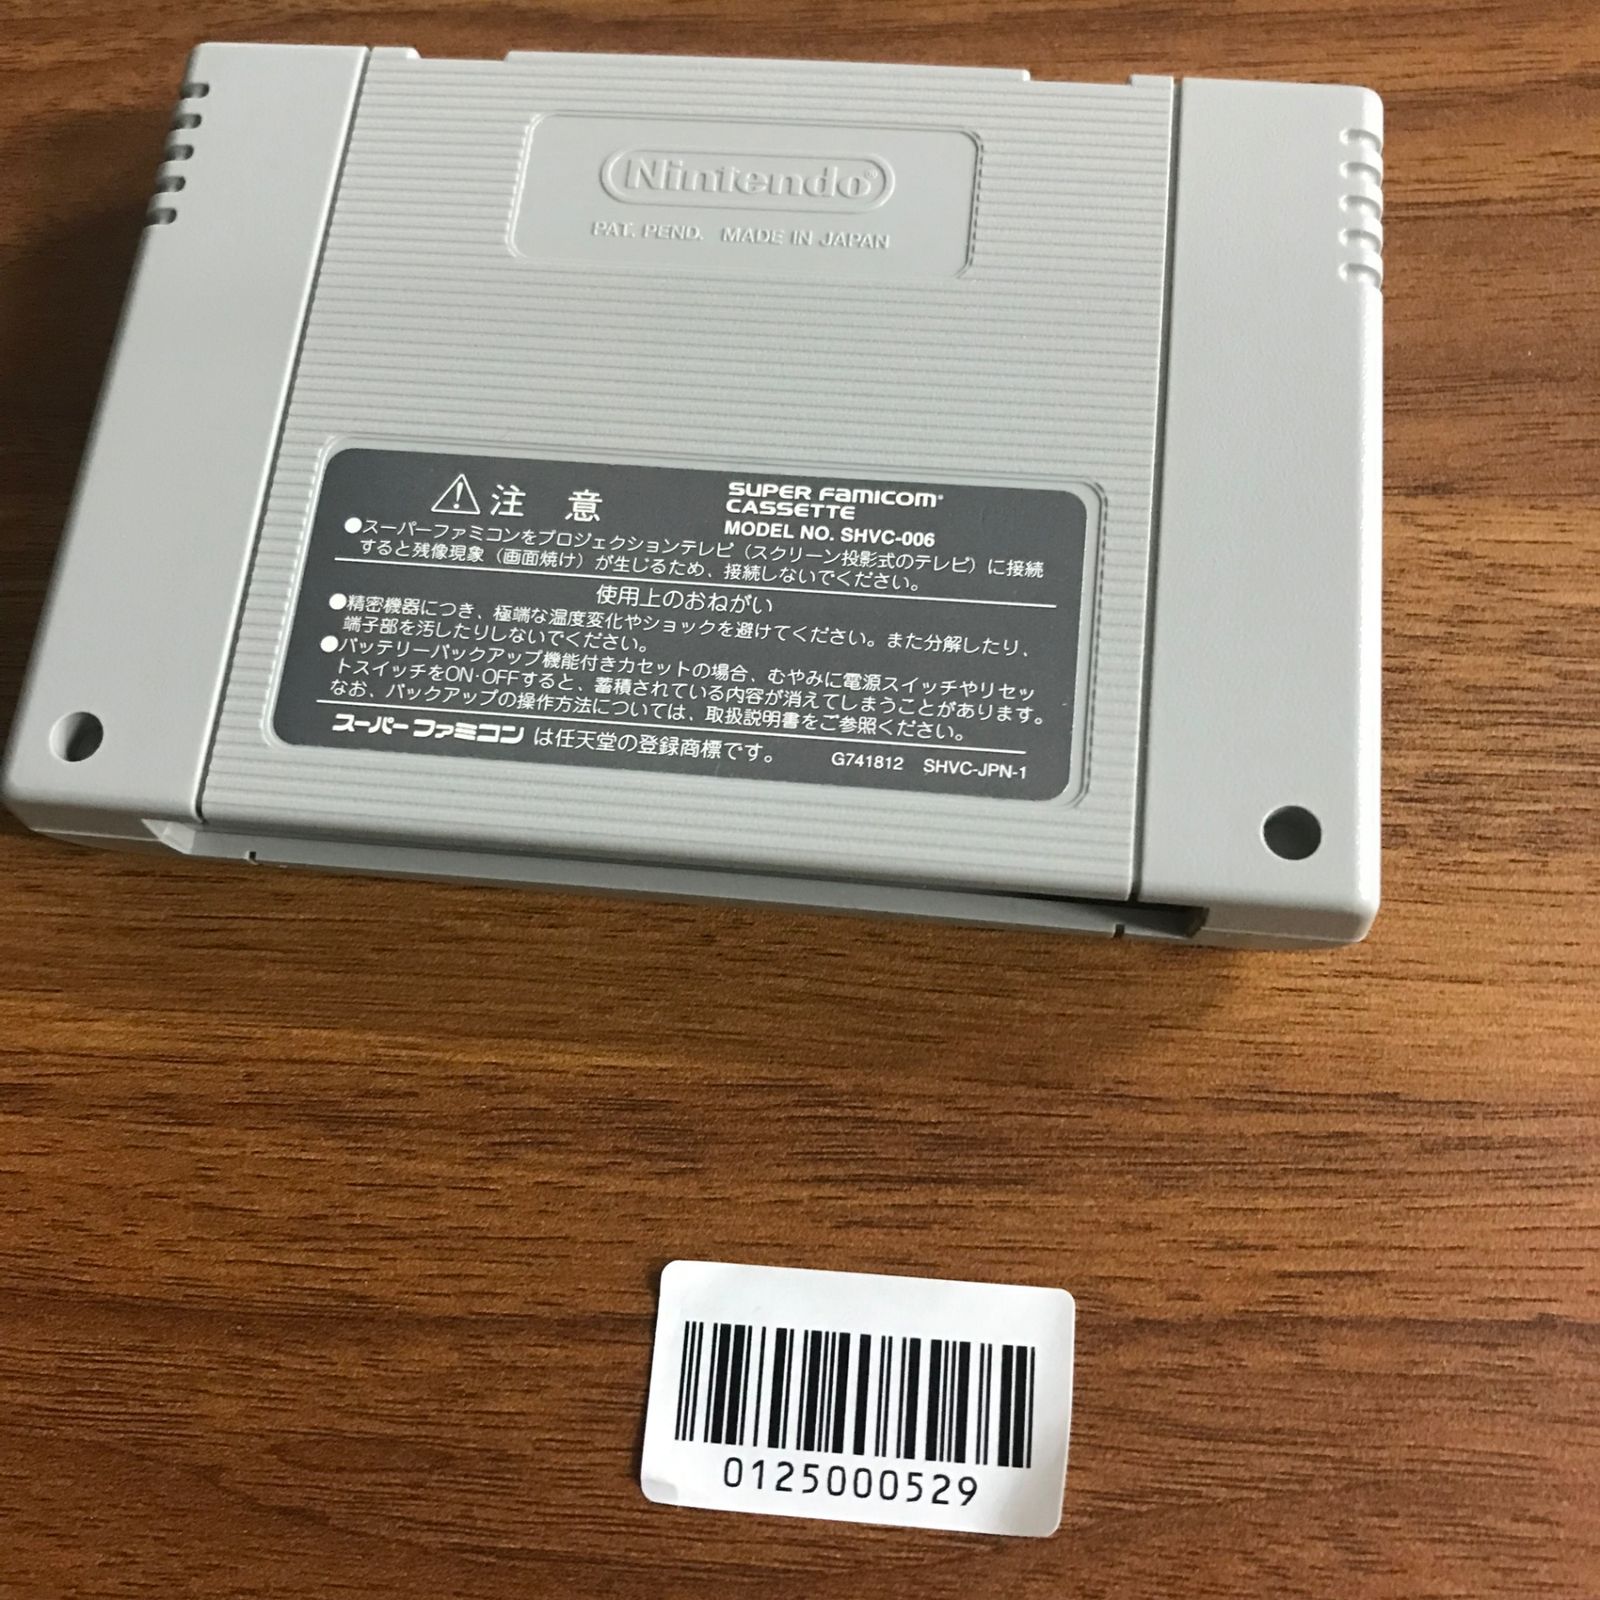 Nintendo®
PAT. PEND. MADE IN JAPAN
注意
SUPER FAMICOM®
CASSETTE
MODEL NO. SHVC-006
●スーパーファミコンをプロジェクションテレビ（スクリーン投影式のテレビ）に接続
すると残像現象（画面焼け）が生じるため、接続しないでください。
使用上のおねがい
●精密機器につき、極端な温度変化やショックを避けてください。また分解したり、
端子部を汚したりしないでください。
●バッテリーバックアップ機能付きカセットの場合、むやみに電源スイッチやリセッ
トスイッチをON·OFFすると、蓄積されている内容が消えてしまうことがあります。
なお、バックアップの操作方法については、取扱説明書をご参照ください。
スーパーファミコン は任天堂の登録商標です。
G741812 SHVC-JPN-1
0125000529